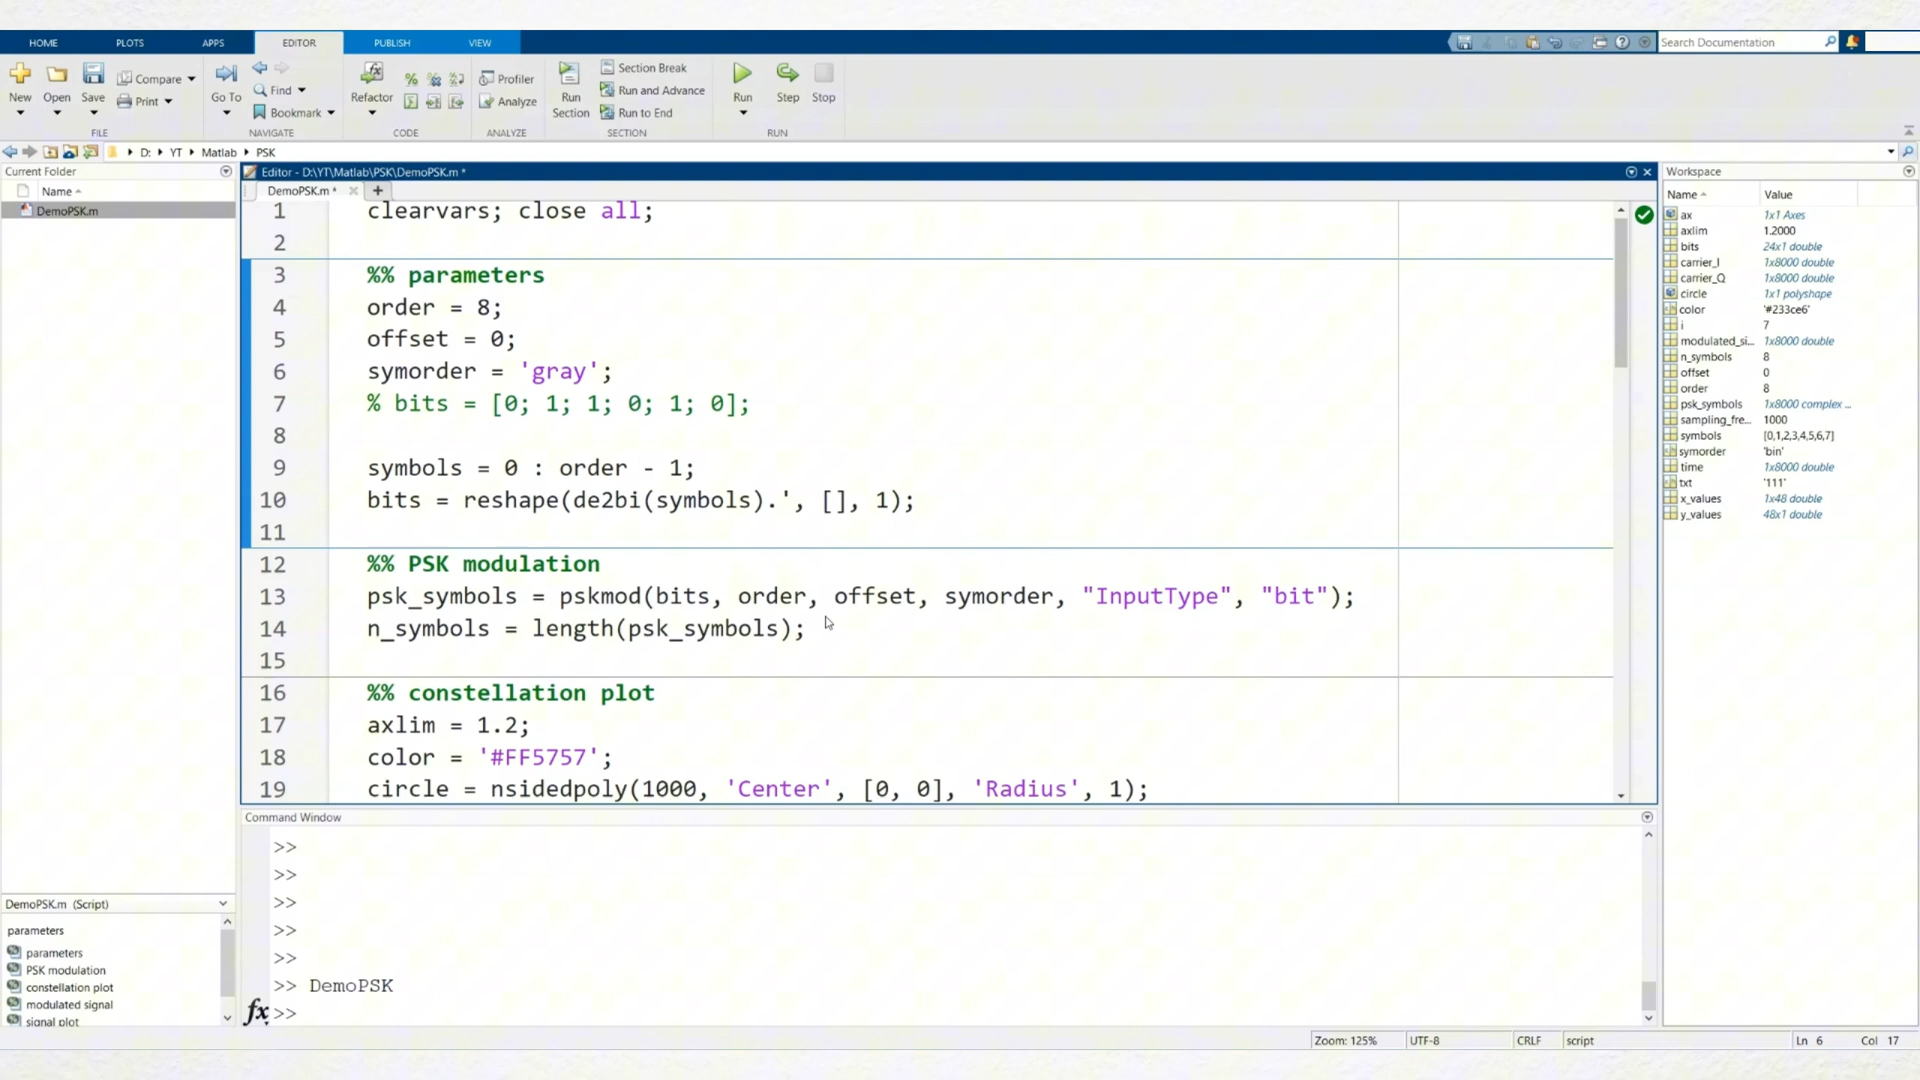 HOME PLOTS APPS EDITOR PUBLISH VIEW Search Documentation
New Open Save Compare Print FILE
Go To Find Bookmark NAVIGATE
Refactor CODE
Profiler Analyze ANALYZE
Run Section Section Break Run and Advance Run to End SECTION
Run Step Stop RUN
D: YT Matlab PSK
Current Folder
Name
DemoPSK.m
Editor - D:\YT\Matlab\PSK\DemoPSK.m *
DemoPSK.m * +
1 clearvars; close all;
2
3 %% parameters
4 order = 8;
5 offset = 0;
6 symorder = 'gray';
7 % bits = [0; 1; 1; 0; 1; 0];
8
9 symbols = 0 : order - 1;
10 bits = reshape(de2bi(symbols).', [], 1);
11
12 %% PSK modulation
13 psk_symbols = pskmod(bits, order, offset, symorder, "InputType", "bit");
14 n_symbols = length(psk_symbols);
15
16 %% constellation plot
17 axlim = 1.2;
18 color = '#FF5757';
19 circle = nsidedpoly(1000, 'Center', [0, 0], 'Radius', 1);
Command Window
>>
>>
>>
>>
>>
>> DemoPSK
fx >>
Workspace
Name Value
ax 1x1 Axes
axlim 1.2000
bits 24x1 double
carrier_I 1x8000 double
carrier_Q 1x8000 double
circle 1x1 polyshape
color '#233ce6'
i 7
modulated_si... 1x8000 double
n_symbols 8
offset 0
order 8
psk_symbols 1x8000 complex ...
sampling_fre... 1000
symbols [0,1,2,3,4,5,6,7]
symorder 'bin'
time 1x8000 double
txt '111'
x_values 1x48 double
y_values 48x1 double
DemoPSK.m (Script)
parameters
parameters
PSK modulation
constellation plot
modulated signal
signal plot
Zoom: 125% UTF-8 CRLF script Ln 6 Col 17